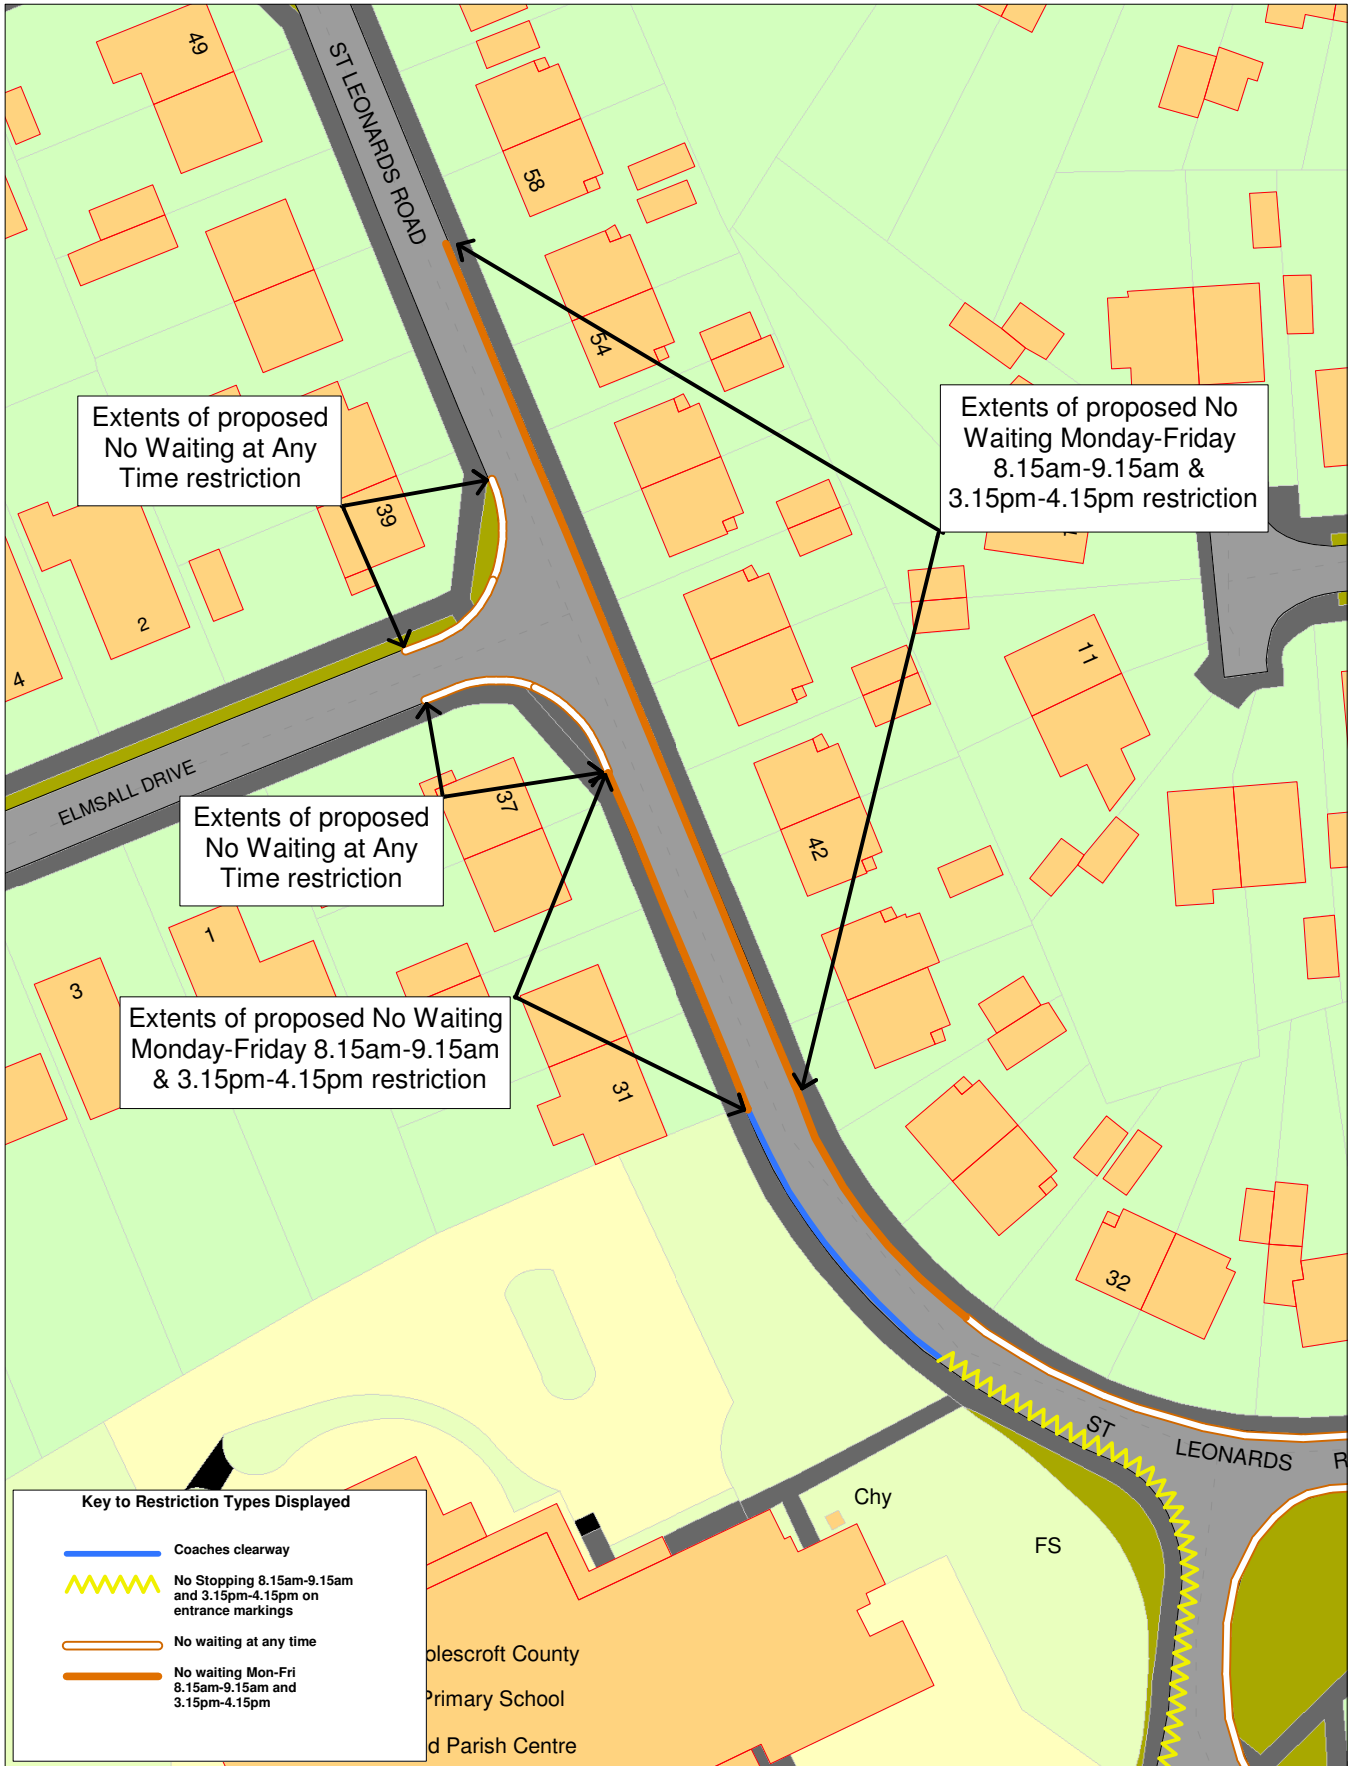 49
ST LEONARDS ROAD
58
54
Extents of proposed
No Waiting at Any
Time restriction
Extents of proposed No
Waiting Monday-Friday
8.15am-9.15am &
3.15pm-4.15pm restriction
39
2
4
11
ELMSALL DRIVE
37
42
Extents of proposed
No Waiting at Any
Time restriction
1
3
Extents of proposed No Waiting
Monday-Friday 8.15am-9.15am
& 3.15pm-4.15pm restriction
31
32
ST
LEONARDS
R
Chy
FS
Key to Restriction Types Displayed
Coaches clearway
No Stopping 8.15am-9.15am
and 3.15pm-4.15pm on
entrance markings
No waiting at any time
No waiting Mon-Fri
8.15am-9.15am and
3.15pm-4.15pm
olescroft County
Primary School
d Parish Centre